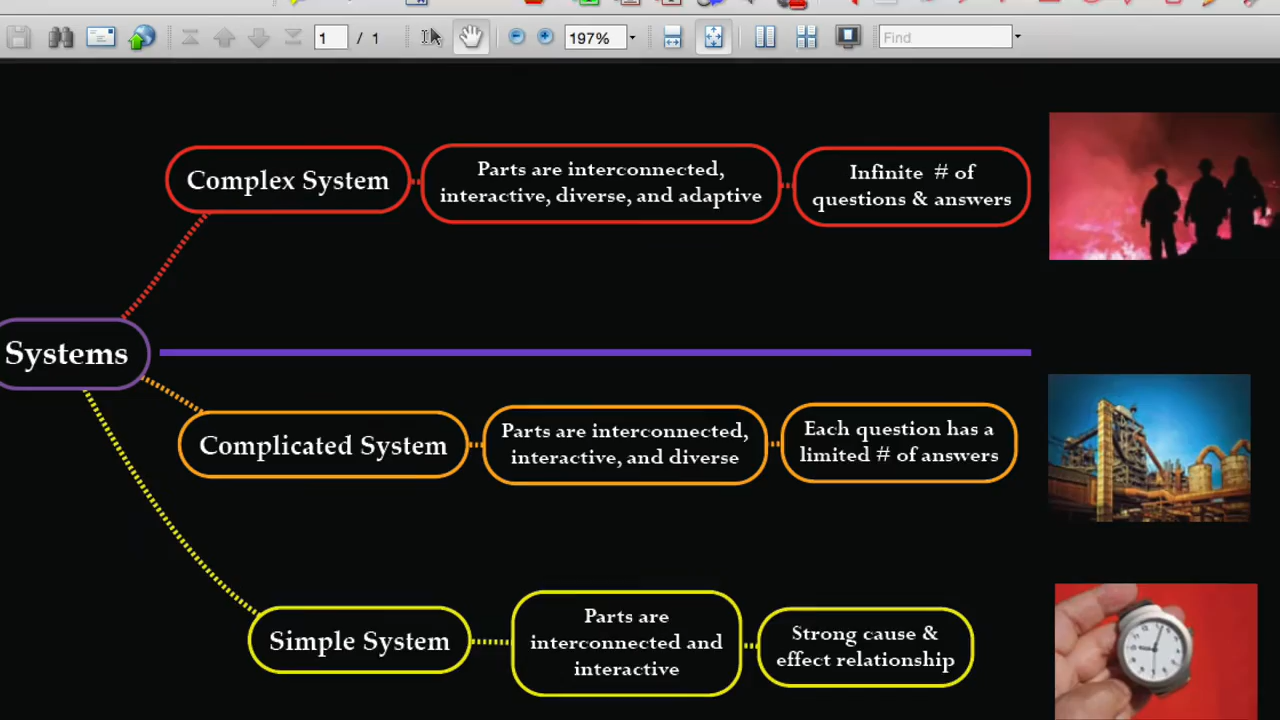 1 / 1
197%
Find
Complex System
Parts are interconnected,
interactive, diverse, and adaptive
Infinite # of
questions & answers
Systems
Complicated System
Parts are interconnected,
interactive, and diverse
Each question has a
limited # of answers
Simple System
Parts are
interconnected and
interactive
Strong cause &
effect relationship